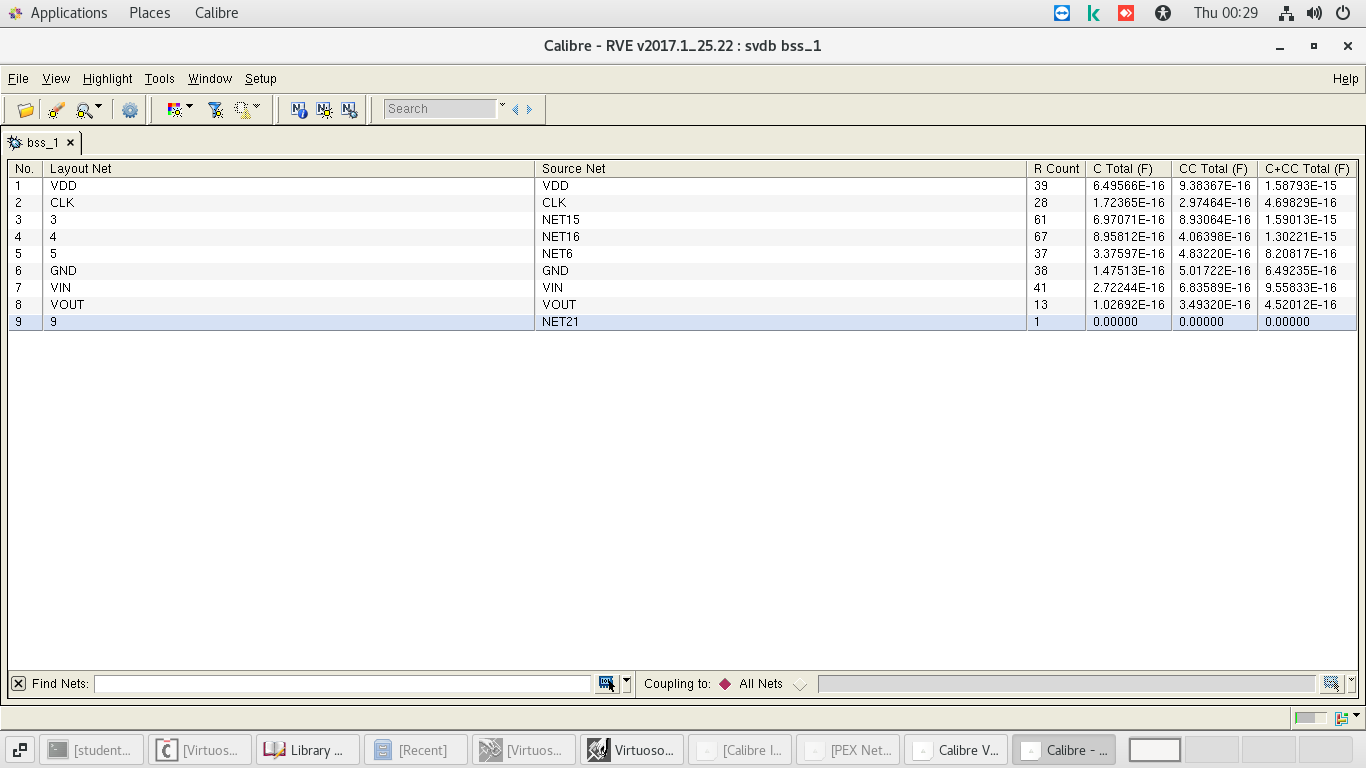 Applications Places Calibre Thu 00:29
Calibre - RVE v2017.1_25.22 : svdb bss_1
File View Highlight Tools Window Setup Help
Search
bss_1
No. Layout Net Source Net R Count C Total (F) CC Total (F) C+CC Total (F)
1 VDD VDD 39 6.49566E-16 9.38367E-16 1.58793E-15
2 CLK CLK 28 1.72365E-16 2.97464E-16 4.69829E-16
3 3 NET15 61 6.97071E-16 8.93064E-16 1.59013E-15
4 4 NET16 67 8.95812E-16 4.06398E-16 1.30221E-15
5 5 NET6 37 3.37597E-16 4.83220E-16 8.20817E-16
6 GND GND 38 1.47513E-16 5.01722E-16 6.49235E-16
7 VIN VIN 41 2.72244E-16 6.83589E-16 9.55833E-16
8 VOUT VOUT 13 1.02692E-16 3.49320E-16 4.52012E-16
9 9 NET21 1 0.00000 0.00000 0.00000
Find Nets: Coupling to: All Nets
[student... [Virtuos... Library ... [Recent] [Virtuos... Virtuoso... [Calibre I... [PEX Net... Calibre V... Calibre - ...